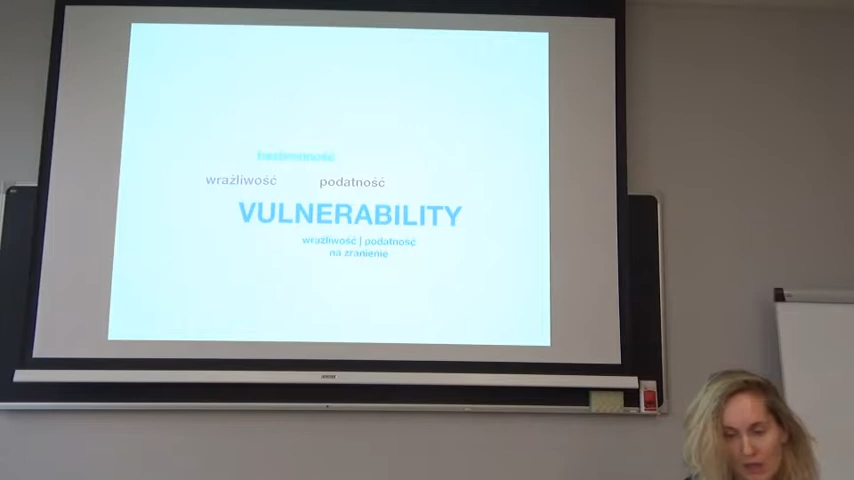 wrażliwość podatność
VULNERABILITY
wrażliwość | podatność
na zranienie